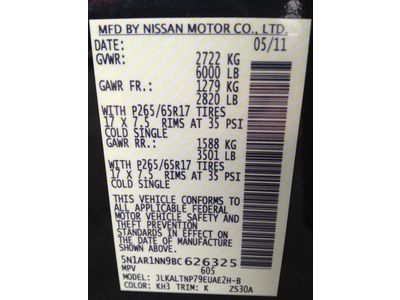 MFD BY NISSAN MOTOR CO., LTD.
DATE: 05/11
GVWR: 2722 KG
6000 LB
GAWR FR.: 1279 KG
2820 LB
WITH P265/65R17 TIRES
17 X 7.5 RIMS AT 35 PSI
COLD SINGLE
GAWR RR.: 1588 KG
3501 LB
WITH P265/65R17 TIRES
17 X 7.5 RIMS AT 35 PSI
COLD SINGLE
THIS VEHICLE CONFORMS TO
ALL APPLICABLE FEDERAL
MOTOR VEHICLE SAFETY AND
THEFT PREVENTION
STANDARDS IN EFFECT ON
THE DATE OF MANUFACTURE
SHOWN ABOVE.
5N1AR1NN9BC626325
MPV 605
MODEL: JLKALTNP79EUAE2H-B
COLOR: KH3 TRIM: K ZS30A